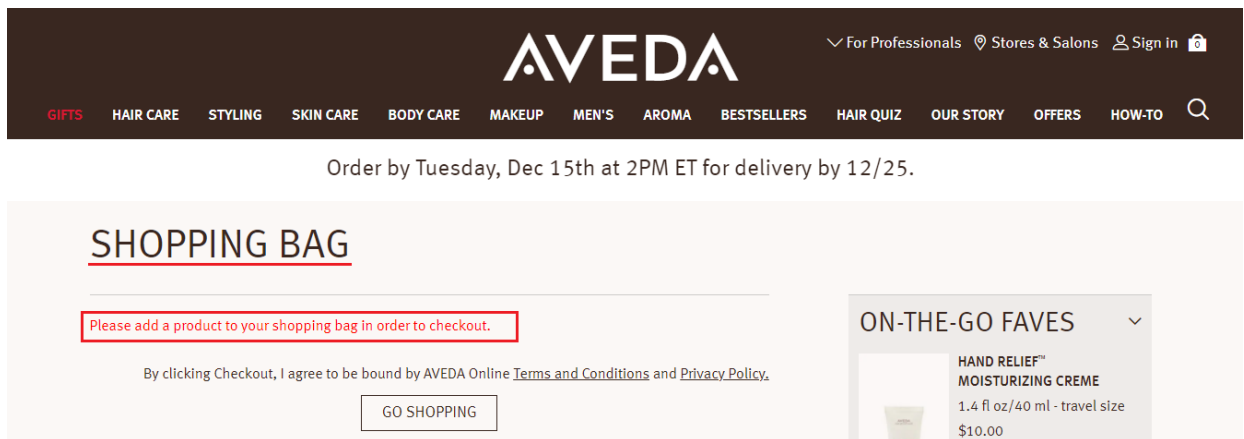 AVEDA
For Professionals Stores & Salons Sign in 0
GIFTS HAIR CARE STYLING SKIN CARE BODY CARE MAKEUP MEN'S AROMA BESTSELLERS HAIR QUIZ OUR STORY OFFERS HOW-TO
Order by Tuesday, Dec 15th at 2PM ET for delivery by 12/25.
SHOPPING BAG
Please add a product to your shopping bag in order to checkout.
By clicking Checkout, I agree to be bound by AVEDA Online Terms and Conditions and Privacy Policy.
GO SHOPPING
ON-THE-GO FAVES
HAND RELIEF™
MOISTURIZING CREME
1.4 fl oz/40 ml - travel size
$10.00